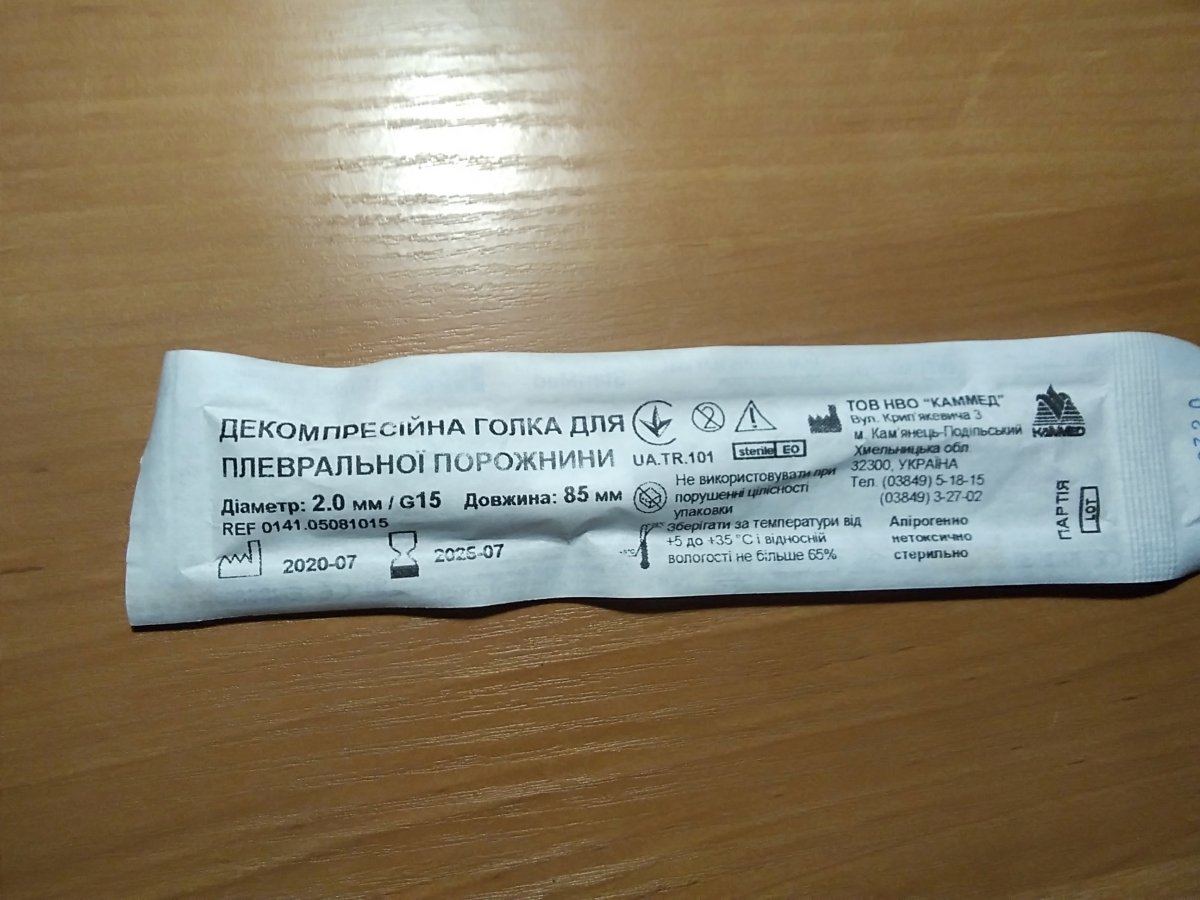 ДЕКОМПРЕСІЙНА ГОЛКА ДЛЯ
ПЛЕВРАЛЬНОЇ ПОРОЖНИНИ
Діаметр: 2.0 мм / G15 Довжина: 85 мм
REF 0141.05081015
2020-07
2025-07
UA.TR.101
2
sterile EO
Не використовувати при
порушенні цілісності
упаковки
Зберігати за температури від
+5 до +35 °С і відносній
вологості не більше 65%
ТОВ НВО "КАММЕД"
Вул. Крип'якевича 3
м. Кам'янець-Подільський
Хмельницька обл
32300, УКРАЇНА
Тел. (03849) 5-18-15
(03849) 3-27-02
Апірогенно
нетоксично
стерильно
KAMMED
ПАРТІЯ
LOT